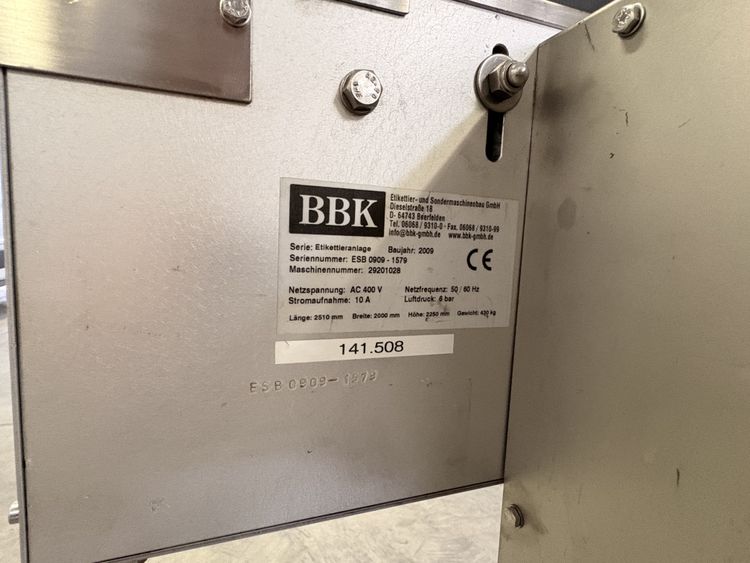 BBK
Etikettier- und Sondermaschinenbau GmbH
Dieselstraße 18
D- 64743 Beerfelden
Tel. 06068 / 9310-0 - Fax. 06068 / 9310-99
info@bbk-gmbh.de www.bbk-gmbh.de
Serie: Etikettieranlage Baujahr: 2009
Seriennummer: ESB 0909 - 1579
Maschinennummer: 29201028
CE
Netzspannung: AC 400 V Netzfrequenz: 50 / 60 Hz
Stromaufnahme: 10 A Luftdruck: 6 bar
Länge: 2510 mm Breite: 2000 mm Höhe: 2250 mm Gewicht: 430 kg
141.508
ESB0909-1579